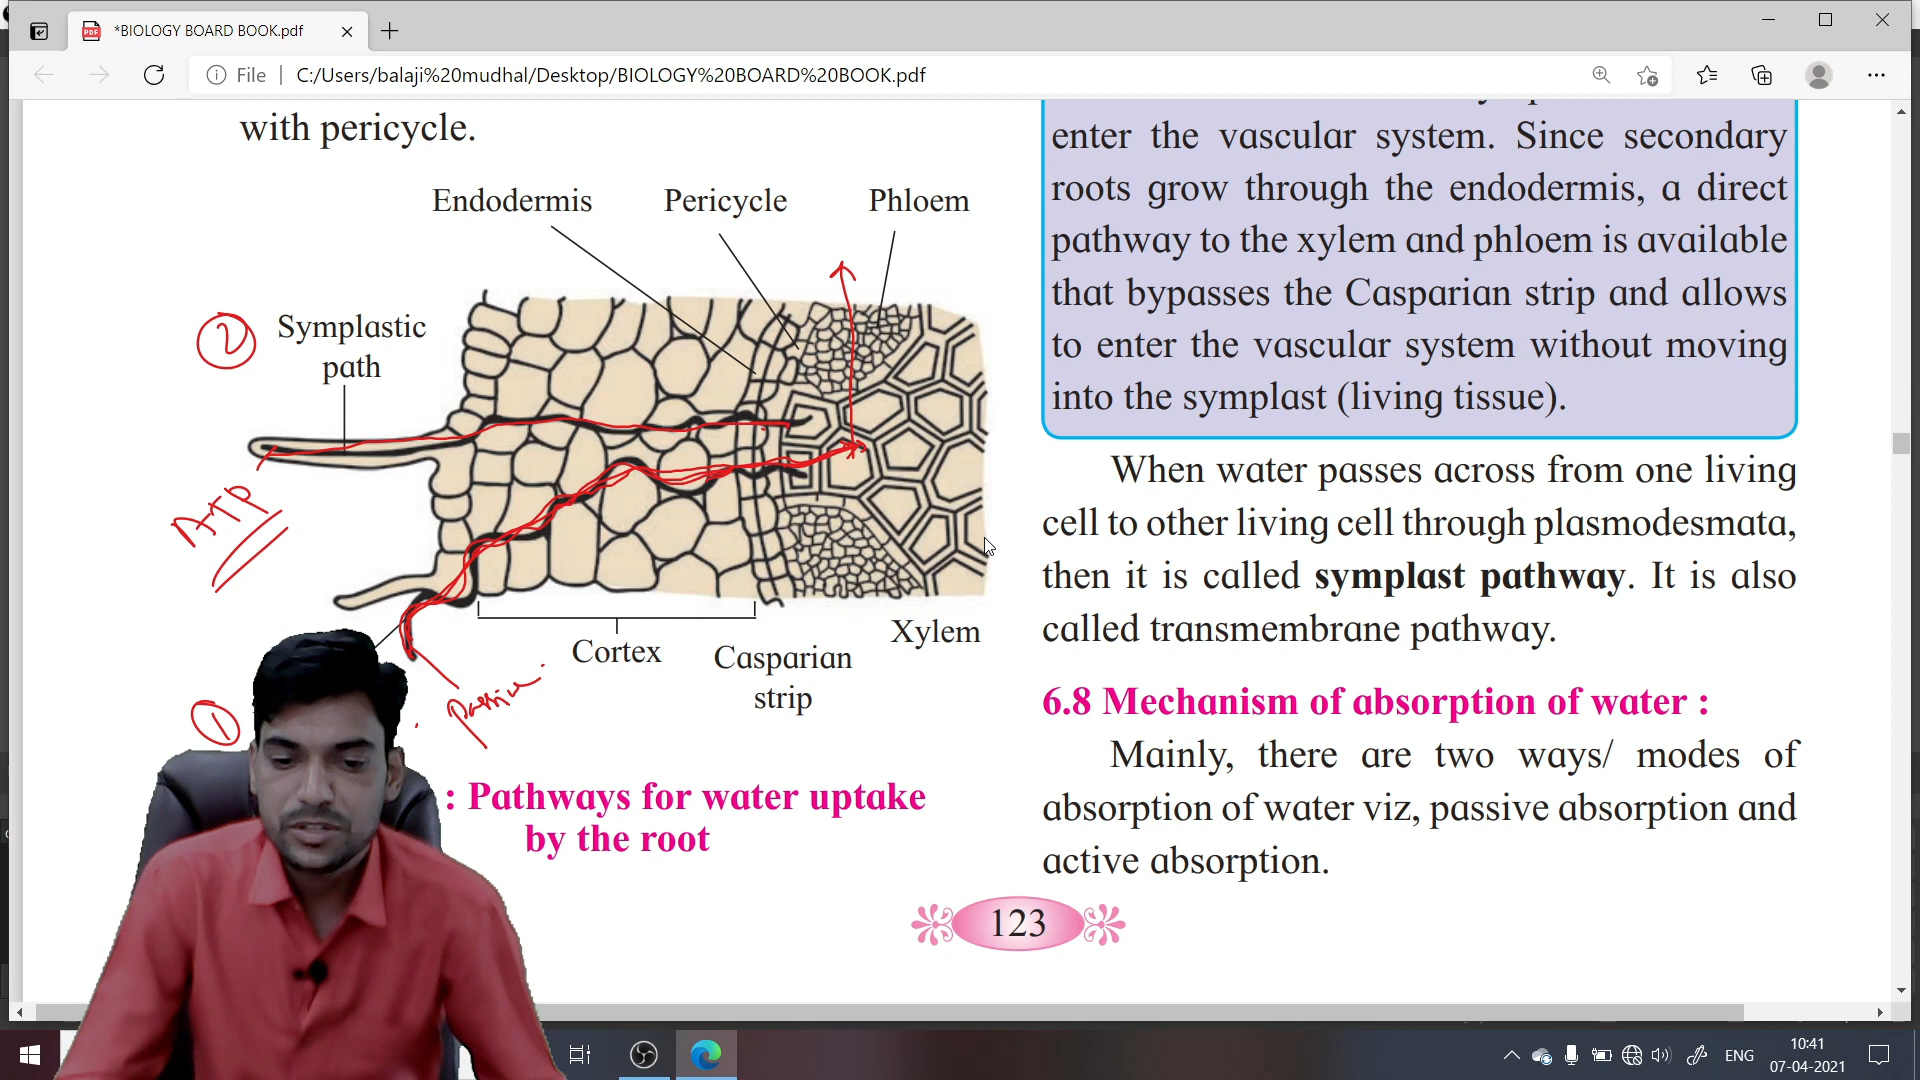 *BIOLOGY BOARD BOOK.pdf
File | C:/Users/balaji%20mudhal/Desktop/BIOLOGY%20BOARD%20BOOK.pdf
with pericycle.
Endodermis Pericycle Phloem
2 Symplastic
path
ATP
Cortex
Xylem
Casparian
strip
Passive
1
: Pathways for water uptake
by the root
enter the vascular system. Since secondary
roots grow through the endodermis, a direct
pathway to the xylem and phloem is available
that bypasses the Casparian strip and allows
to enter the vascular system without moving
into the symplast (living tissue).
When water passes across from one living
cell to other living cell through plasmodesmata,
then it is called symplast pathway. It is also
called transmembrane pathway.
6.8 Mechanism of absorption of water :
Mainly, there are two ways/ modes of
absorption of water viz, passive absorption and
active absorption.
123
ENG
10:41
07-04-2021